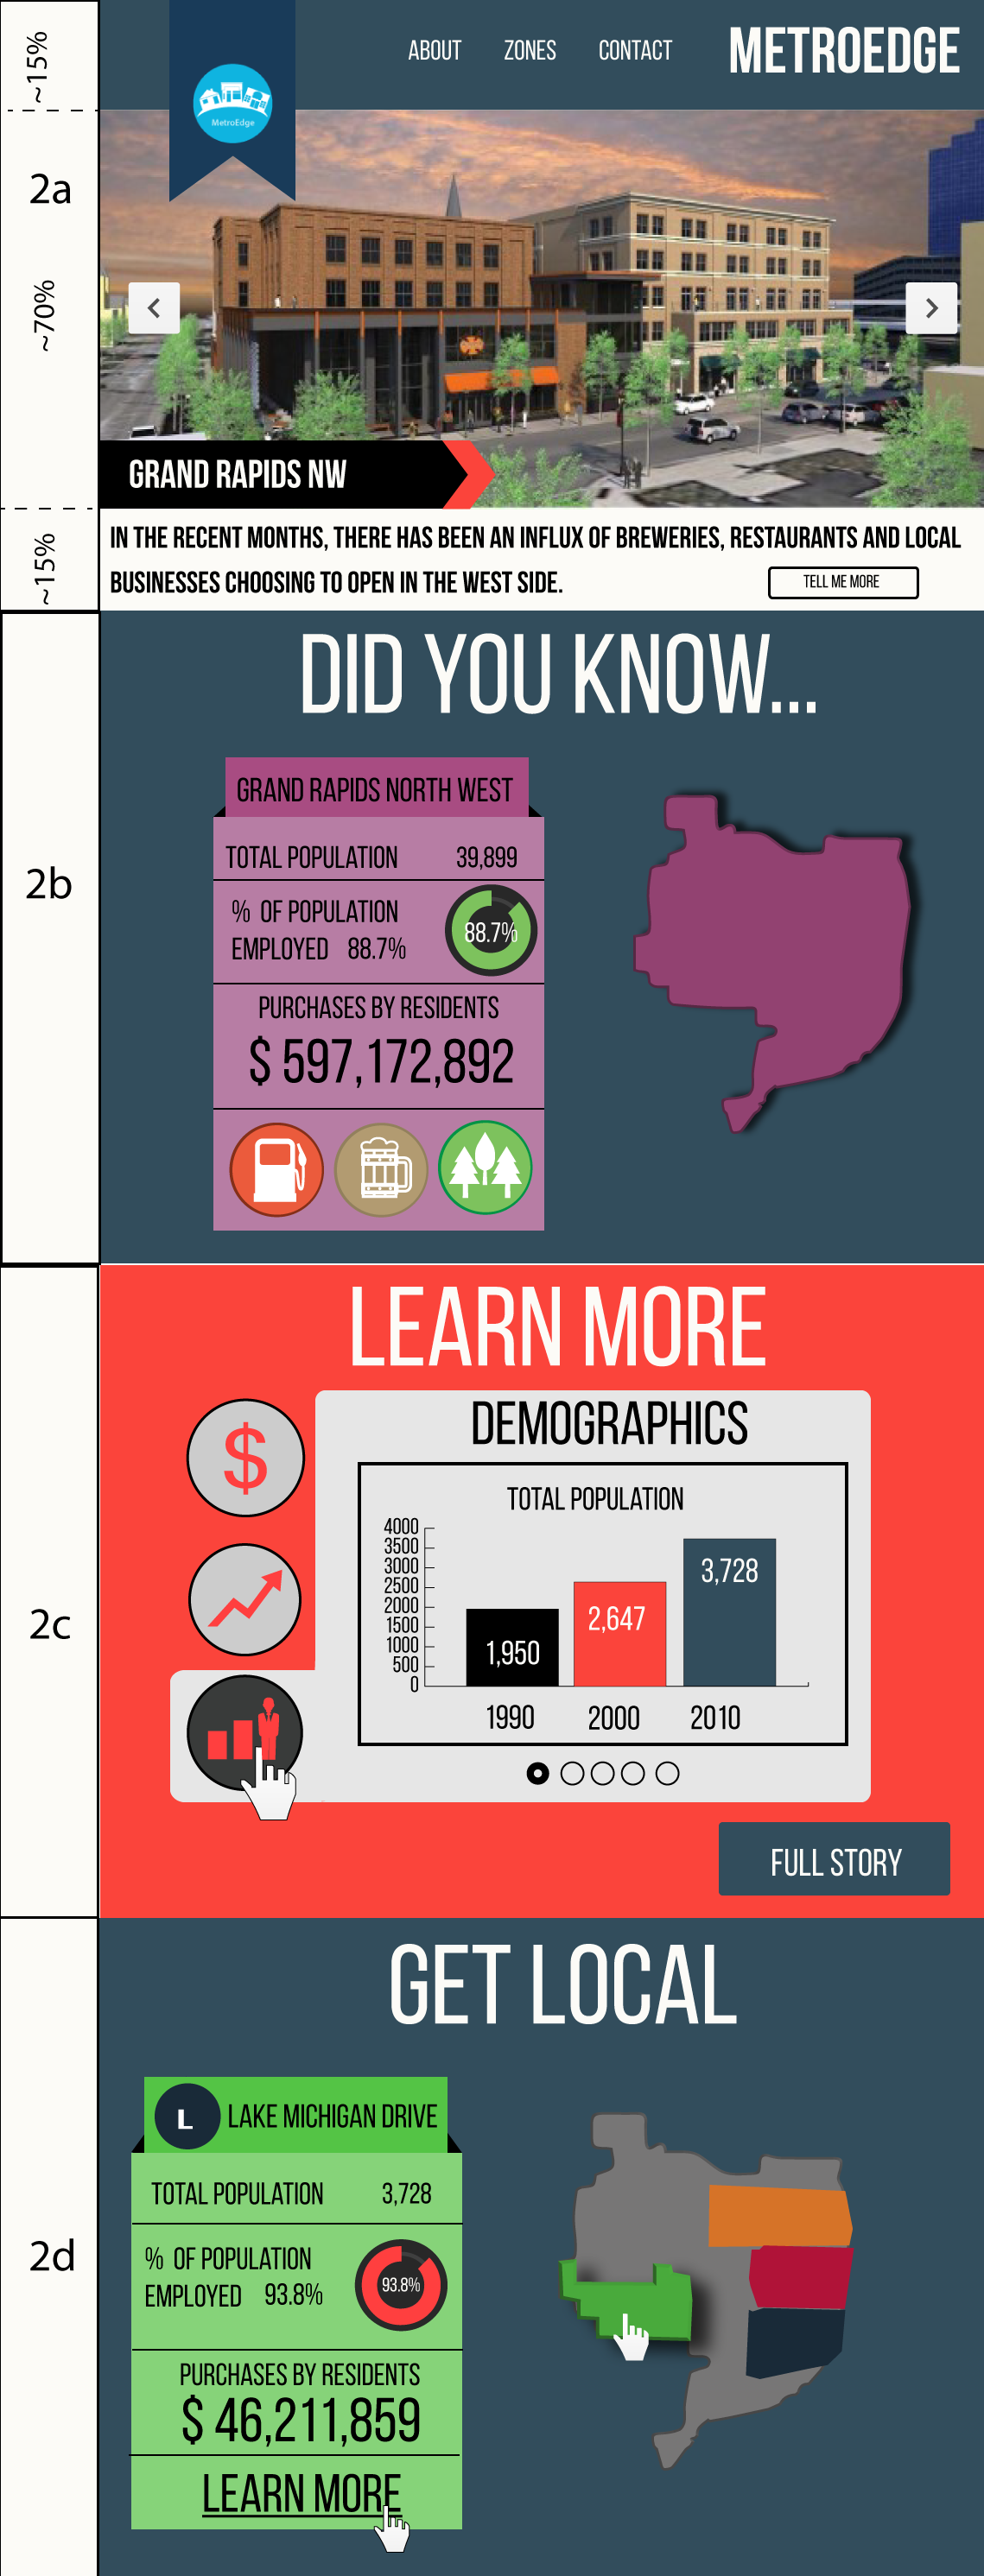 ~15%
ABOUT ZONES CONTACT METROEDGE
MetroEdge
2a
~70%
GRAND RAPIDS NW
~15%
IN THE RECENT MONTHS, THERE HAS BEEN AN INFLUX OF BREWERIES, RESTAURANTS AND LOCAL
BUSINESSES CHOOSING TO OPEN IN THE WEST SIDE.
TELL ME MORE
2b
DID YOU KNOW...
GRAND RAPIDS NORTH WEST
TOTAL POPULATION 39,899
% OF POPULATION
EMPLOYED 88.7%
88.7%
PURCHASES BY RESIDENTS
$ 597,172,892
2c
LEARN MORE
$
DEMOGRAPHICS
TOTAL POPULATION
4000
3500
3000
2500
2000
1500
1000
500
0
1,950
2,647
3,728
1990 2000 2010
FULL STORY
2d
GET LOCAL
L LAKE MICHIGAN DRIVE
TOTAL POPULATION 3,728
% OF POPULATION
EMPLOYED 93.8%
93.8%
PURCHASES BY RESIDENTS
$ 46,211,859
LEARN MORE